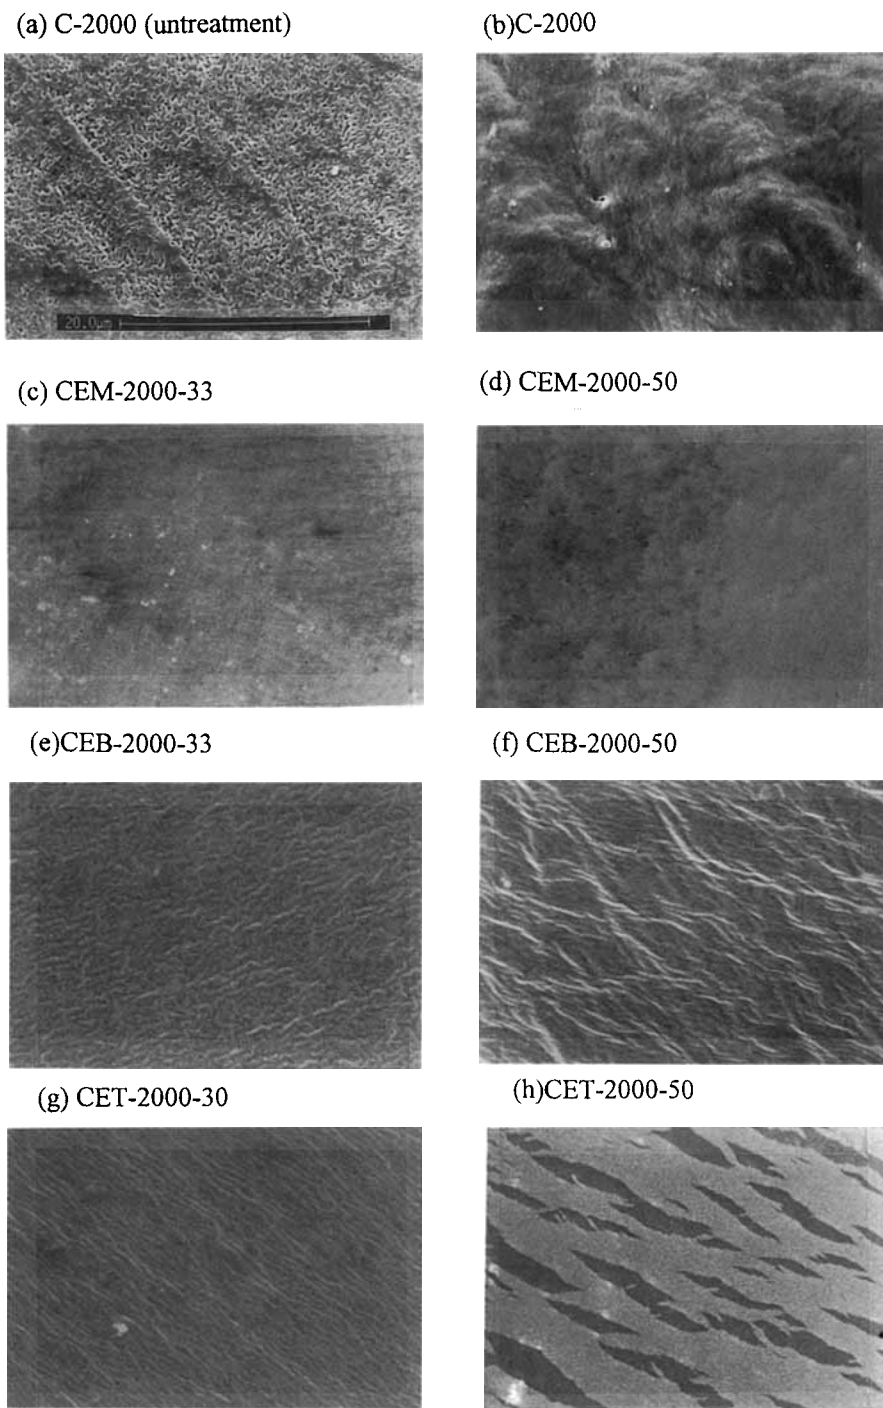 (a) C-2000 (untreatment)
(b)C-2000
20.0µm
(c) CEM-2000-33
(d) CEM-2000-50
(e)CEB-2000-33
(f) CEB-2000-50
(g) CET-2000-30
(h)CET-2000-50